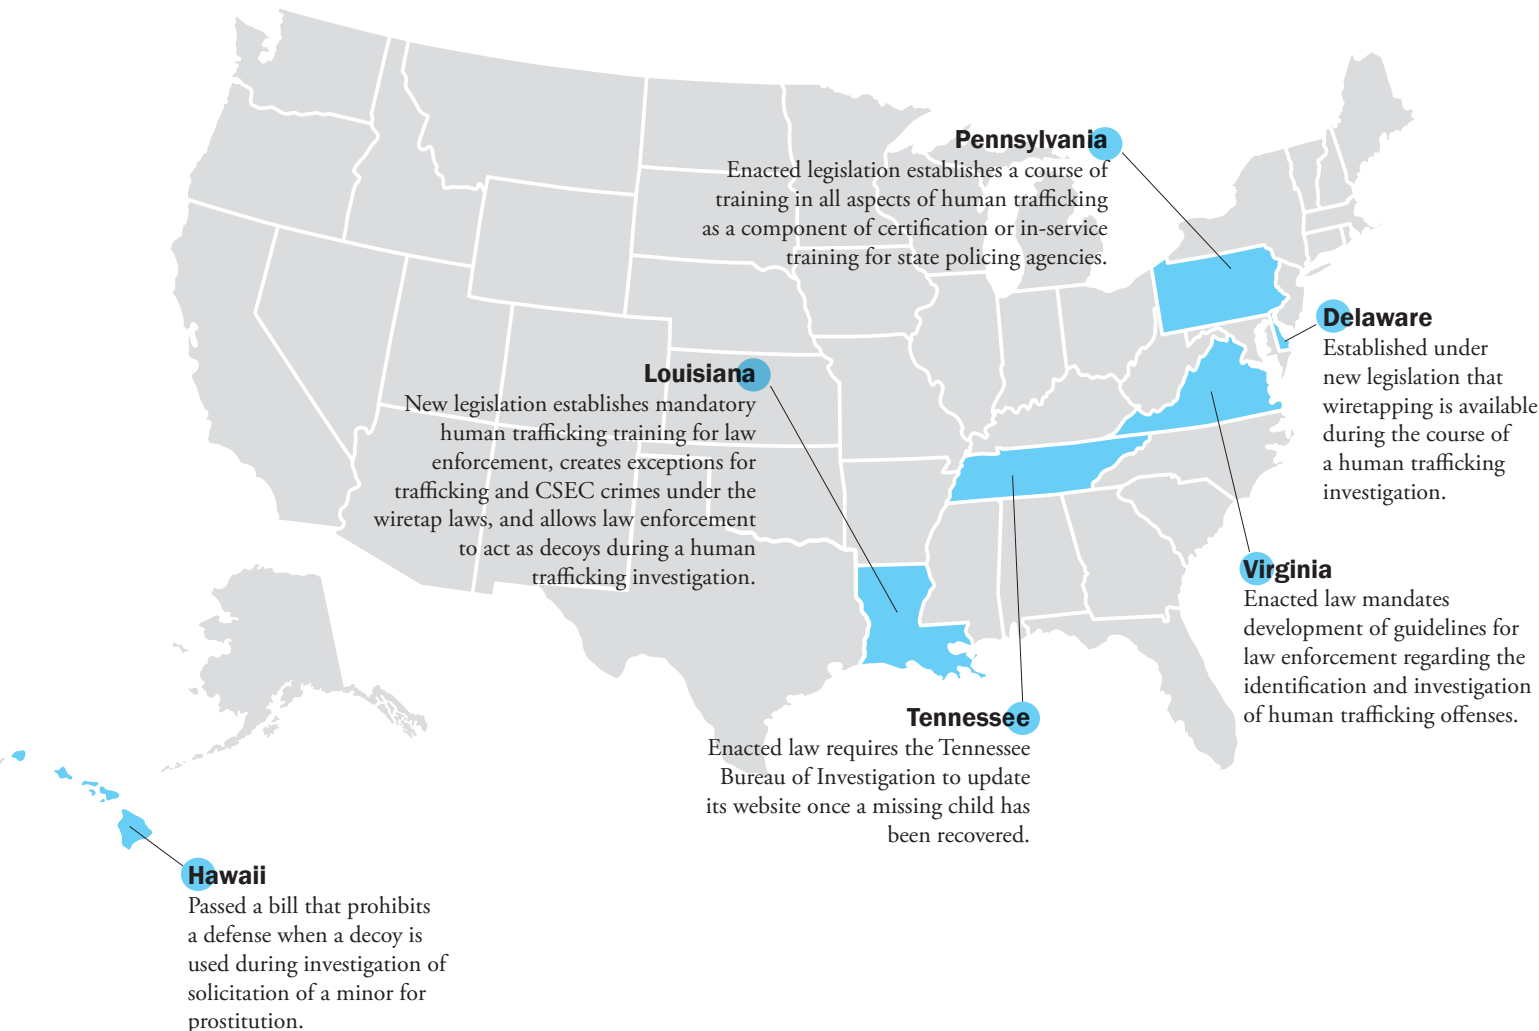 Pennsylvania
Enacted legislation establishes a course of
training in all aspects of human trafficking
as a component of certification or in-service
training for state policing agencies.
Delaware
Established under
new legislation that
wiretapping is available
during the course of
a human trafficking
investigation.
Louisiana
New legislation establishes mandatory
human trafficking training for law
enforcement, creates exceptions for
trafficking and CSEC crimes under the
wiretap laws, and allows law enforcement
to act as decoys during a human
trafficking investigation.
Virginia
Enacted law mandates
development of guidelines for
law enforcement regarding the
identification and investigation
of human trafficking offenses.
Tennessee
Enacted law requires the Tennessee
Bureau of Investigation to update
its website once a missing child has
been recovered.
Hawaii
Passed a bill that prohibits
a defense when a decoy is
used during investigation of
solicitation of a minor for
prostitution.